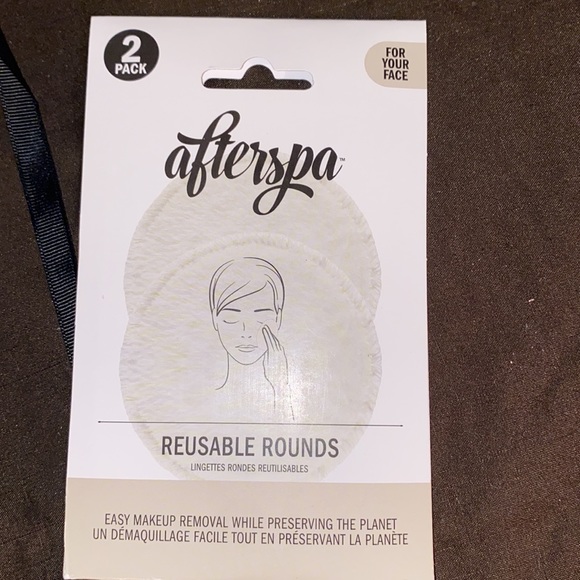 2
PACK
FOR
YOUR
FACE
afterspa™
REUSABLE ROUNDS
LINGETTES RONDES REUTILISABLES
EASY MAKEUP REMOVAL WHILE PRESERVING THE PLANET
UN DÉMAQUILLAGE FACILE TOUT EN PRÉSERVANT LA PLANÈTE